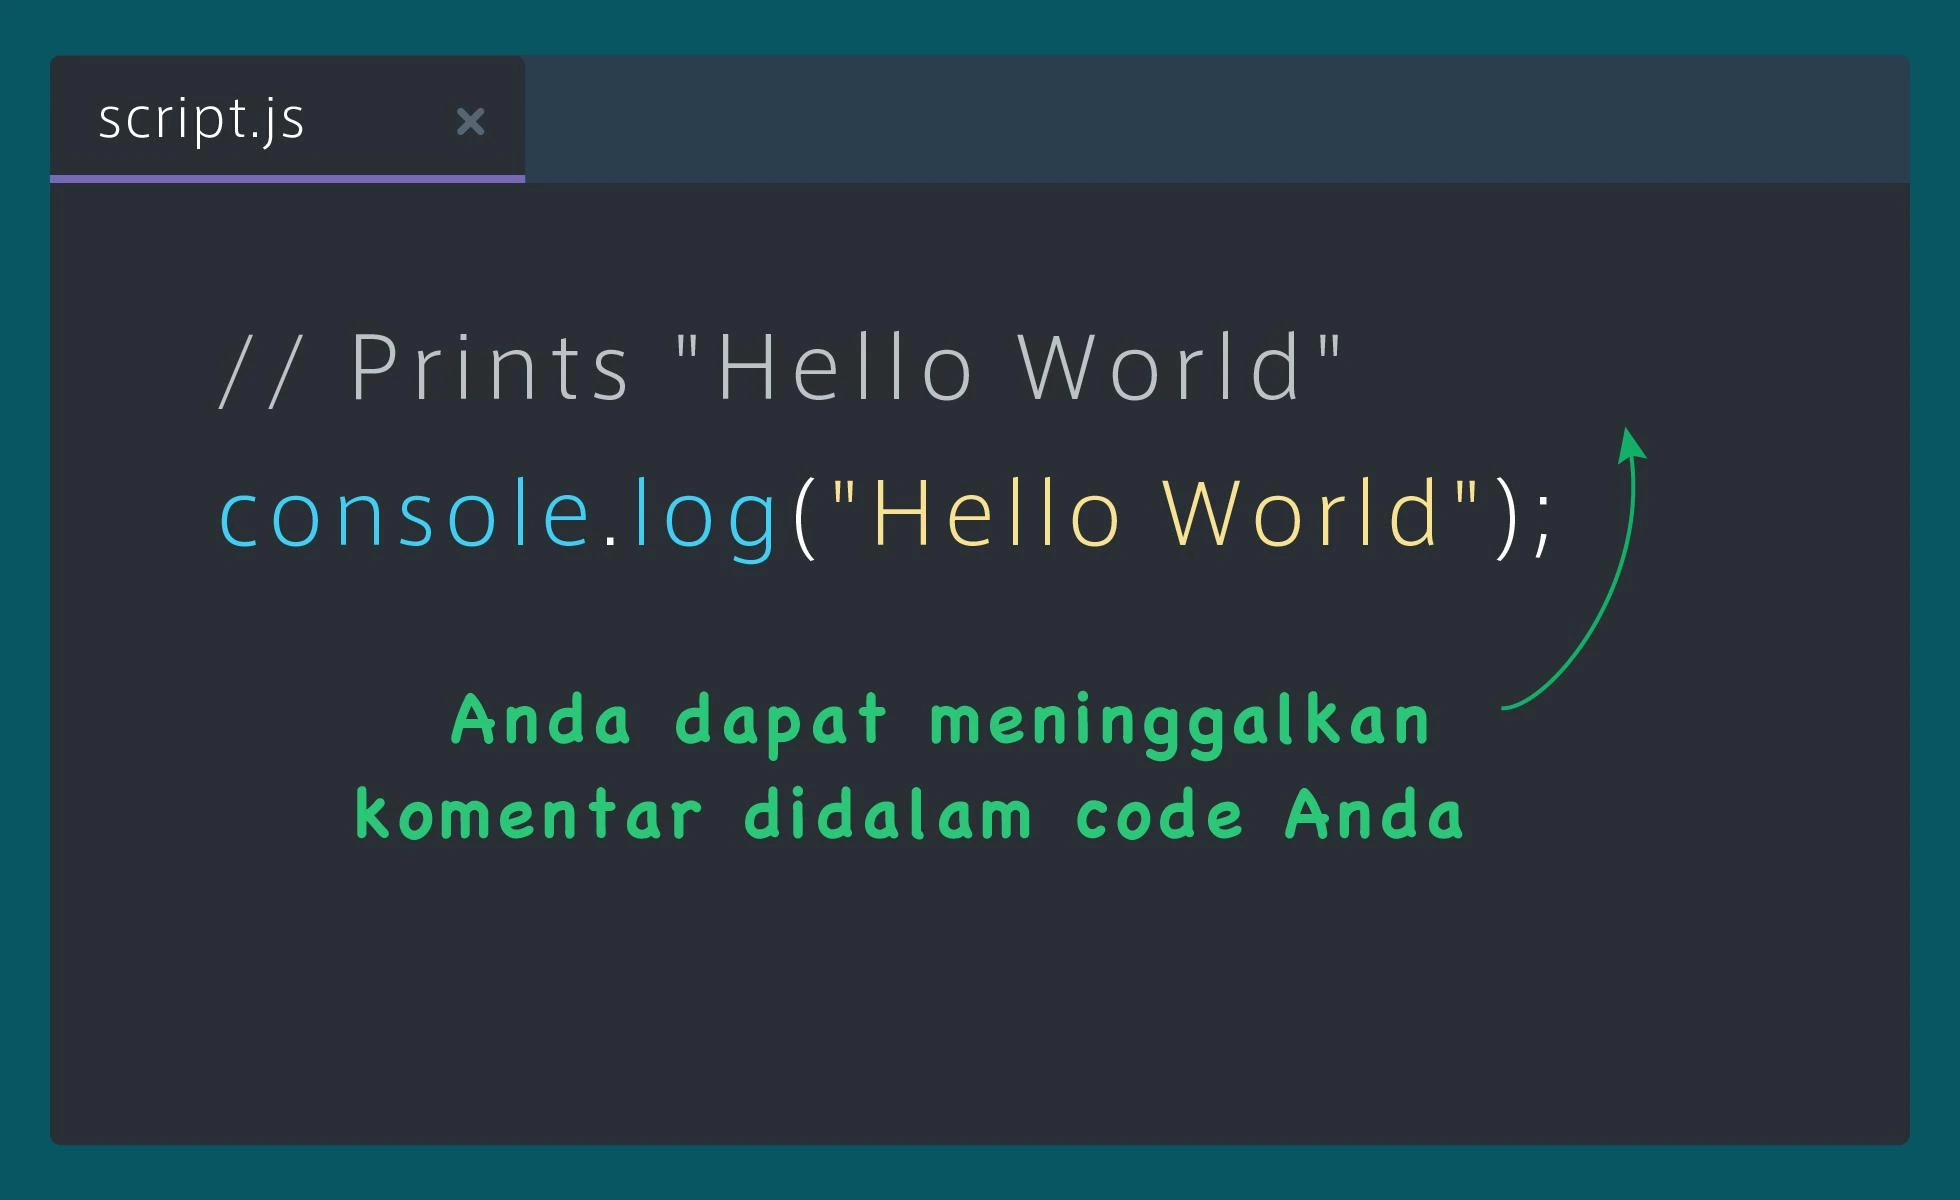 script.js
// Prints "Hello World"
console.log("Hello World");
Anda dapat meninggalkan
komentar didalam code Anda